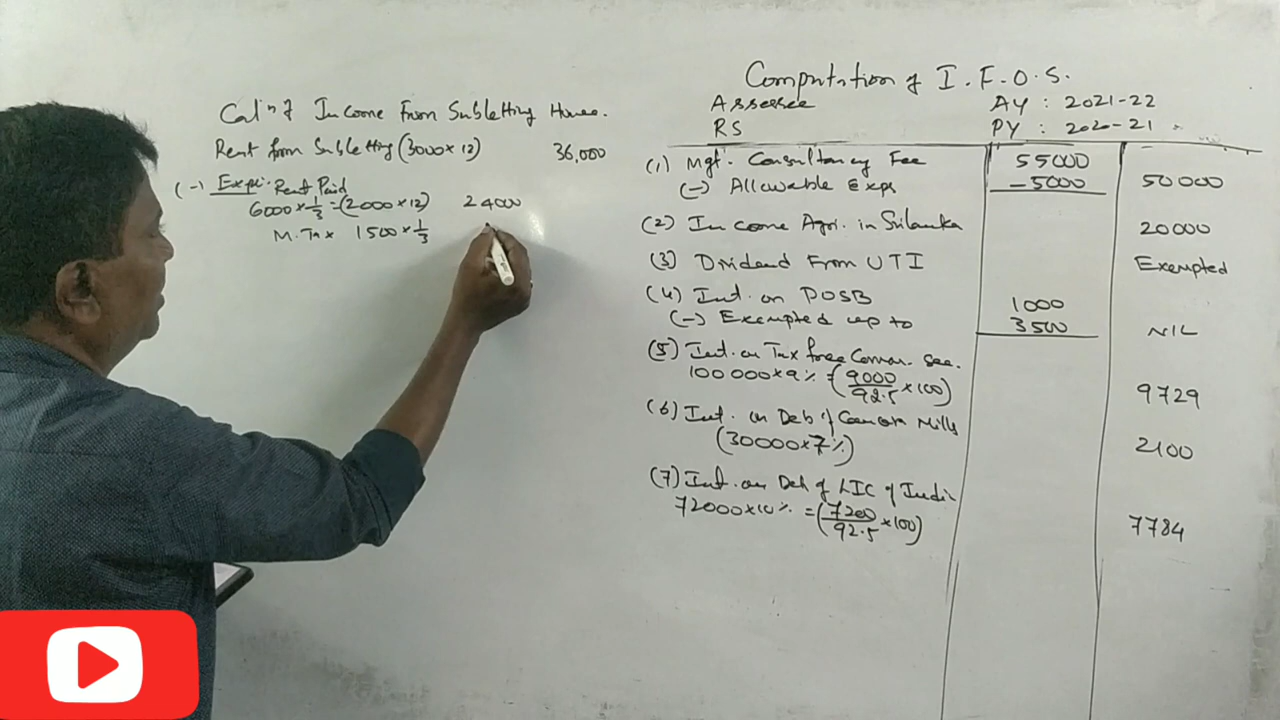 Cal'n of Income From Subletting House.
Rent from Subletting (3000 x 12) 36,000
(-) Exps. Rent Paid
6000 x 1/3 = (2000 x 12) 24000
M. Tax 1500 x 1/3
Computation of I.F.O.S.
Assessee AY : 2021-22
RS PY : 2020-21
(1) Mgt. Consultancy Fee 55000
(-) Allowable Exps -5000 50000
(2) Income Agri. in Srilanka 20000
(3) Dividend From UTI Exempted
(4) Int. on POSB 1000
(-) Exempted up to 3500 NIL
(5) Int. on Tax free Comm. Sec.
100000 x 9% = (9000/92.5 x 100) 9729
(6) Int. on Deb of Mills
(30000 x 7%) 2100
(7) Int. on Deb of LIC of India
72000 x 10% = (7200/92.5 x 100) 7784